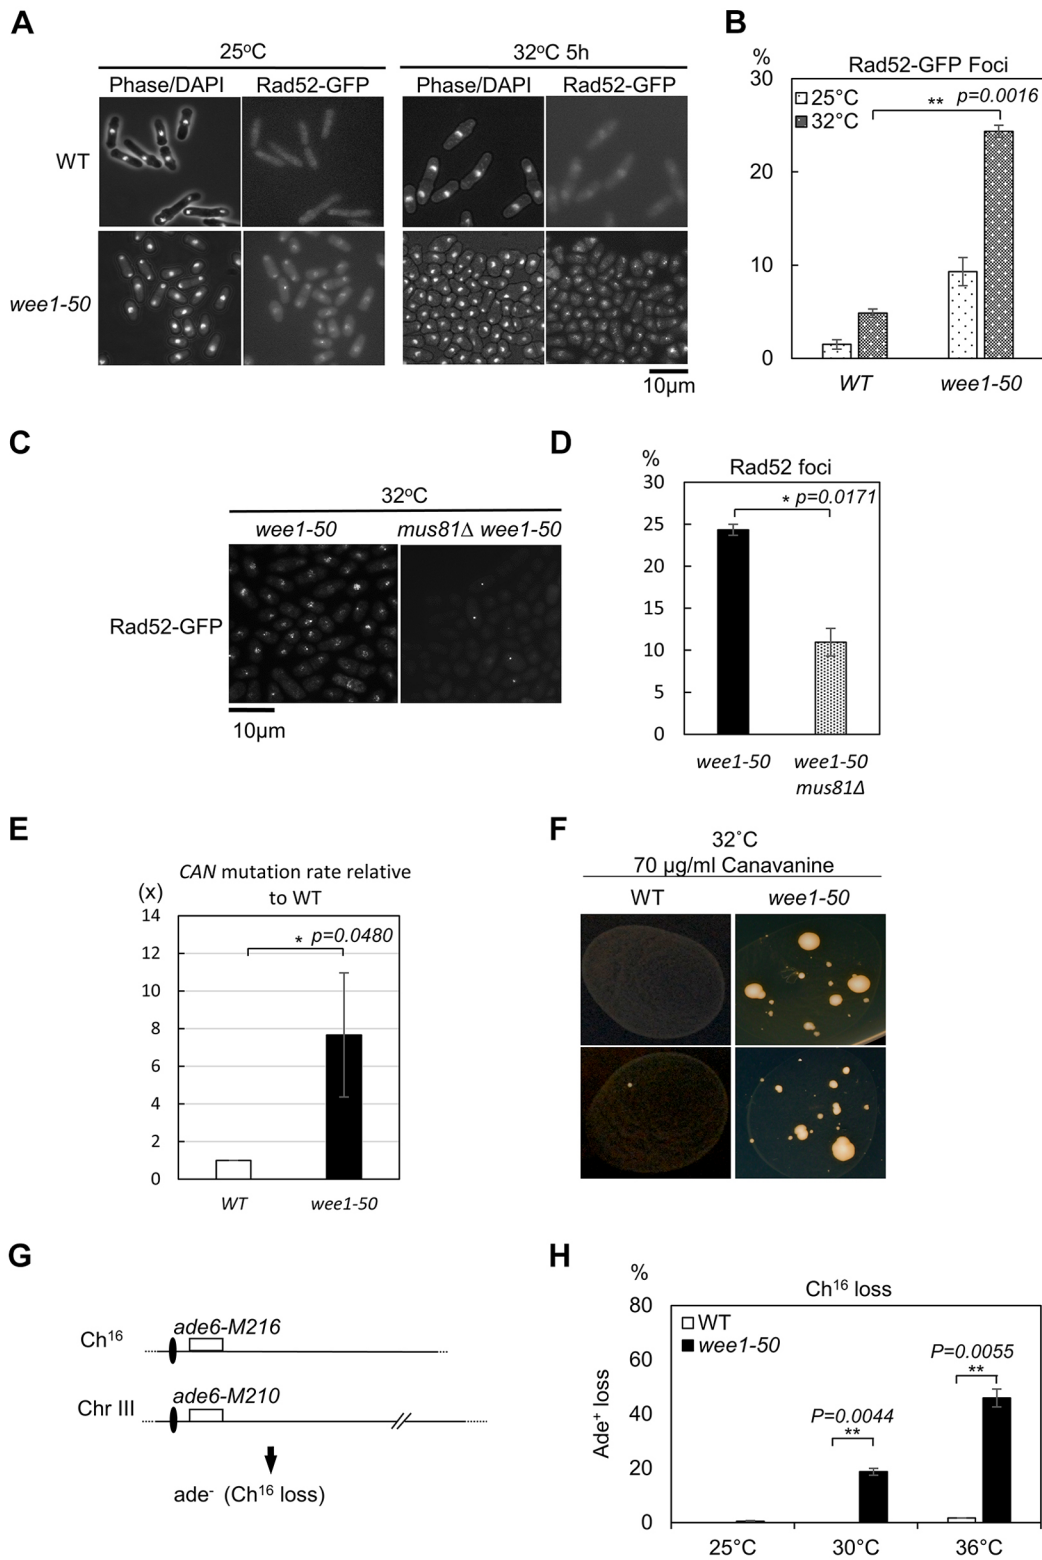 A
25°C
32°C 5h
Phase/DAPI
Rad52-GFP
Phase/DAPI
Rad52-GFP
WT
wee1-50
10µm
B
%
Rad52-GFP Foci
30
25°C
32°C
** p=0.0016
20
10
0
WT
wee1-50
C
32°C
wee1-50
mus81Δ wee1-50
Rad52-GFP
10µm
D
%
Rad52 foci
30
* p=0.0171
25
20
15
10
5
0
wee1-50
wee1-50
mus81Δ
E
CAN mutation rate relative
to WT
(x)
14
* p=0.0480
12
10
8
6
4
2
0
WT
wee1-50
F
32°C
70 µg/ml Canavanine
WT
wee1-50
G
Ch16
ade6-M216
Chr III
ade6-M210
ade- (Ch16 loss)
H
%
Ch16 loss
80
WT
wee1-50
P=0.0055
**
60
P=0.0044
**
40
20
0
Ade+ loss
25°C
30°C
36°C